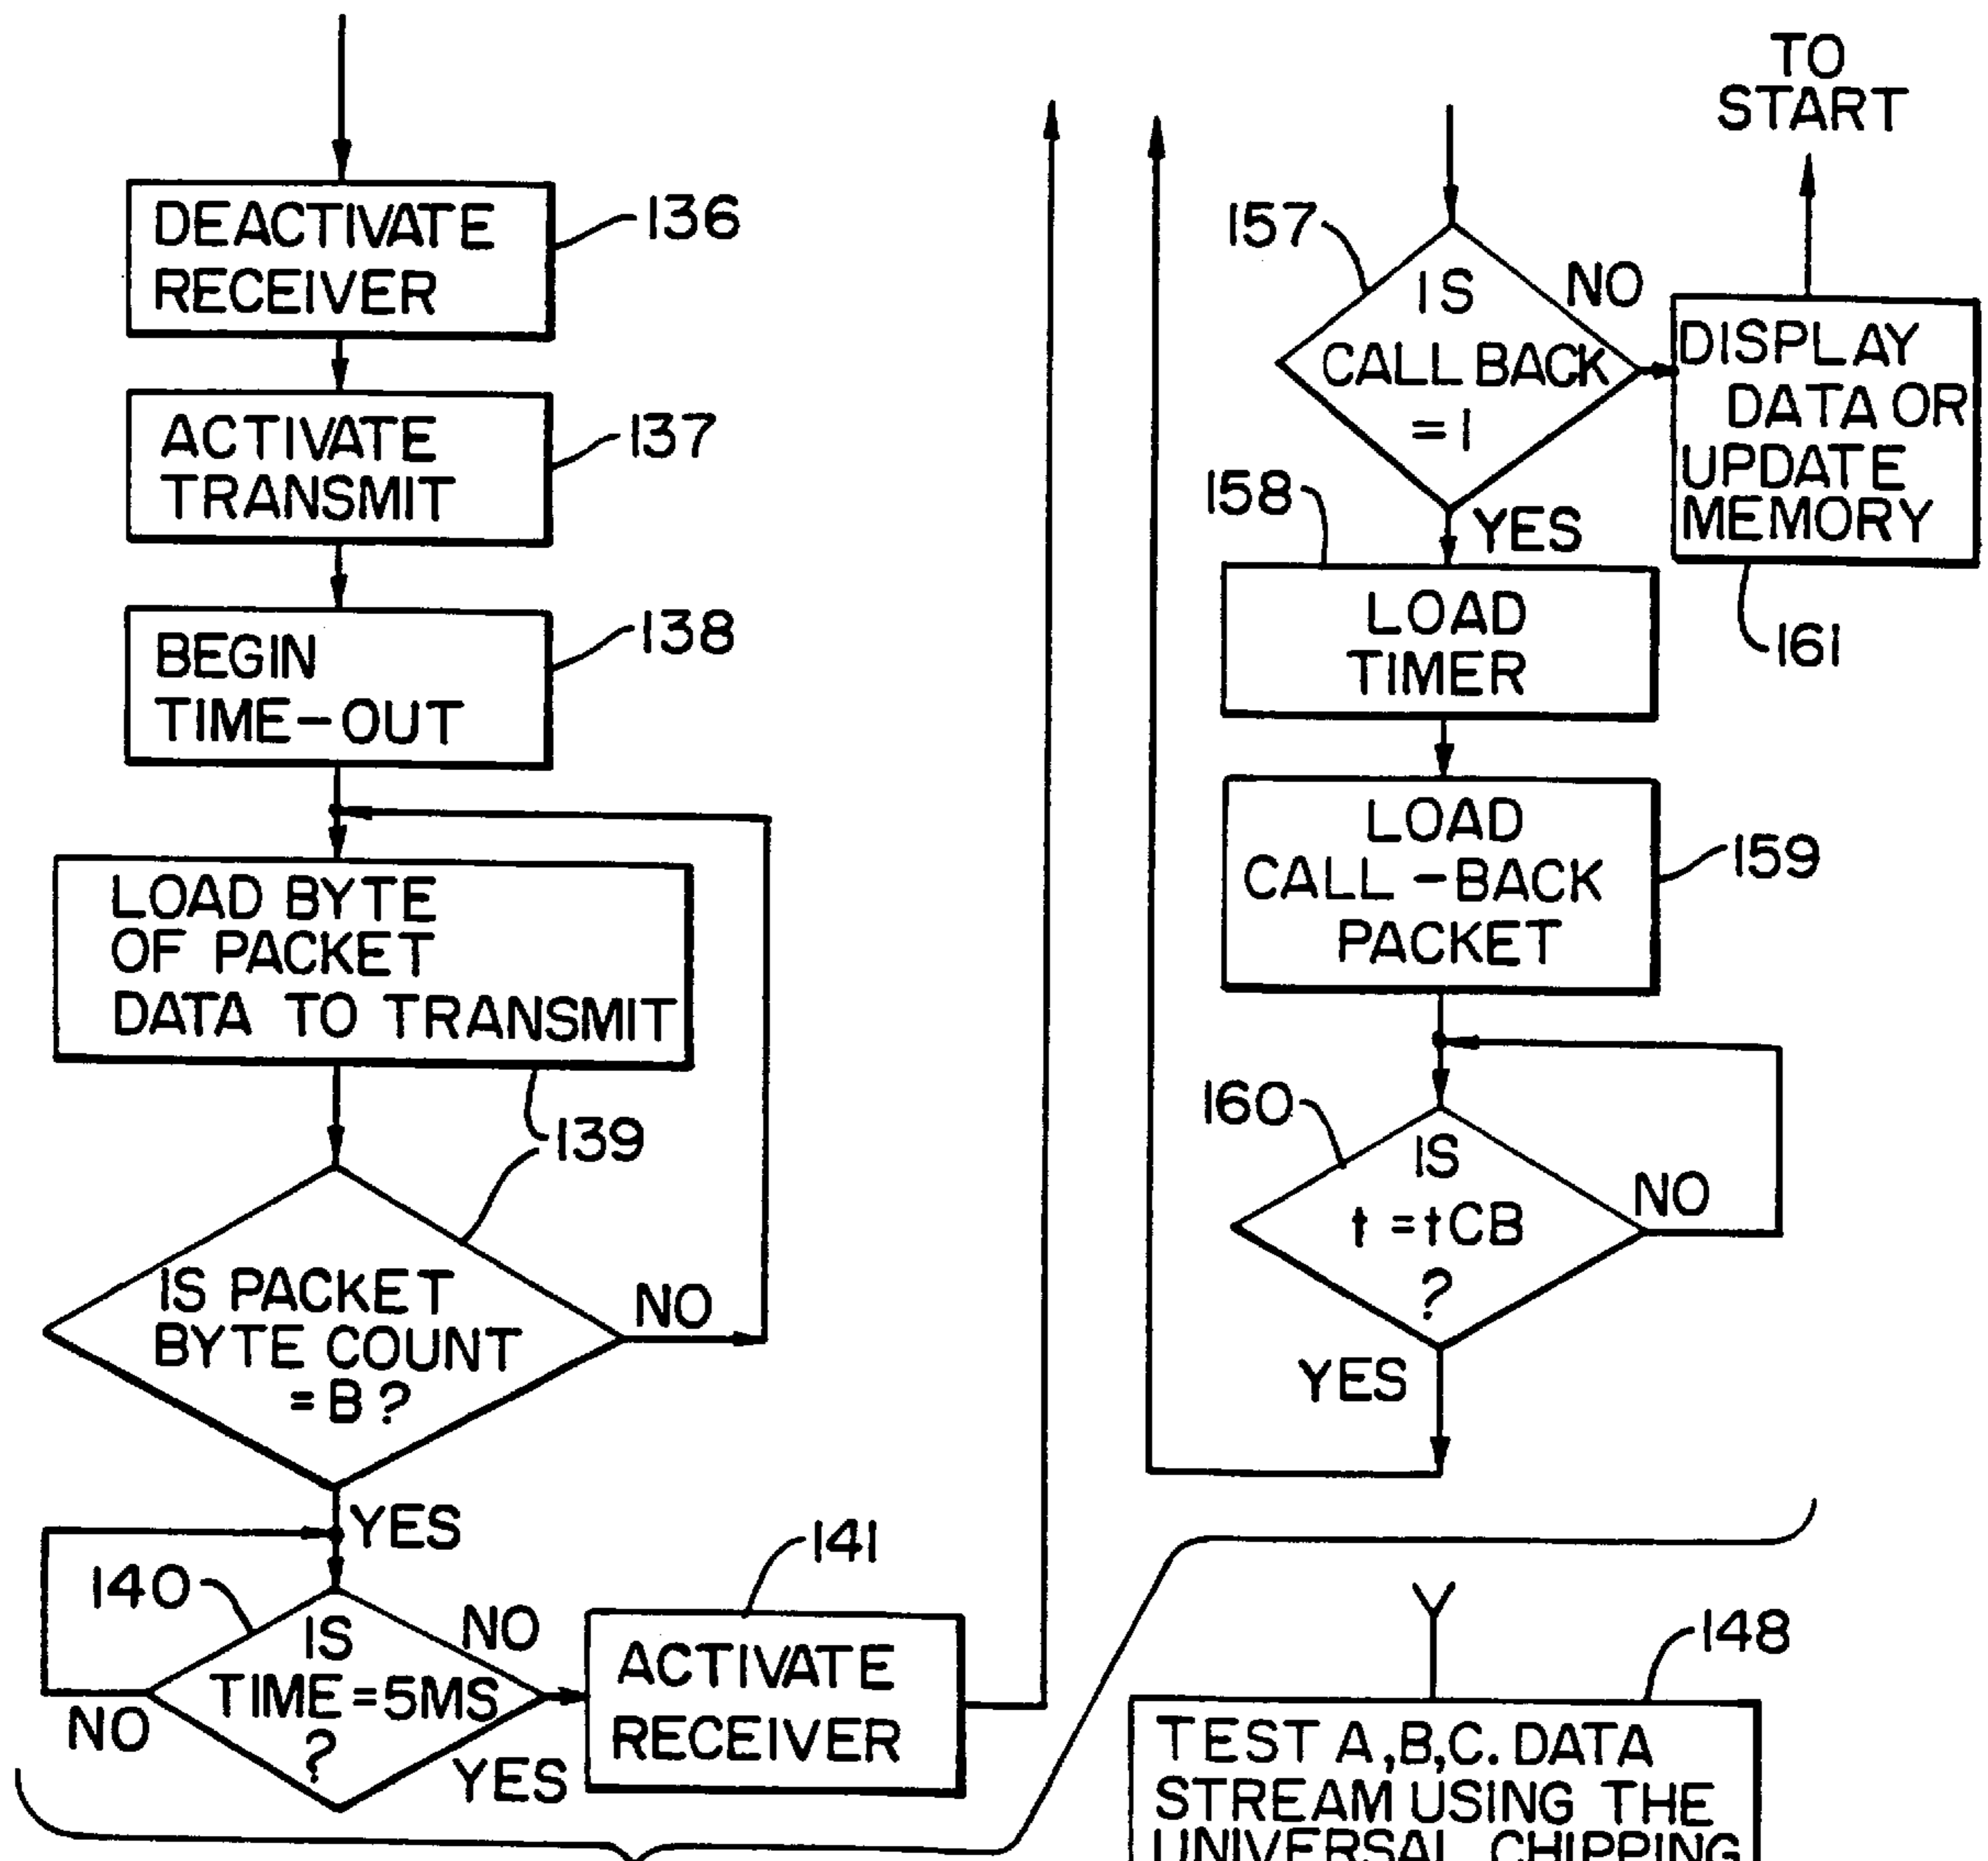 DEACTIVATE
RECEIVER
136
ACTIVATE
TRANSMIT
137
BEGIN
TIME-OUT
138
LOAD BYTE
OF PACKET
DATA TO TRANSMIT
139
IS PACKET
BYTE COUNT
= B ?
NO
YES
140
IS
TIME = 5MS
?
NO
NO
YES
141
ACTIVATE
RECEIVER
TO
START
157
IS
CALL BACK
= 1
NO
YES
DISPLAY
DATA OR
UPDATE
MEMORY
161
158
LOAD
TIMER
LOAD
CALL-BACK
PACKET
159
160
IS
t = tCB
?
NO
YES
Y
148
TEST A,B,C. DATA
STREAM USING THE
UNIVERSAL CHIPPING